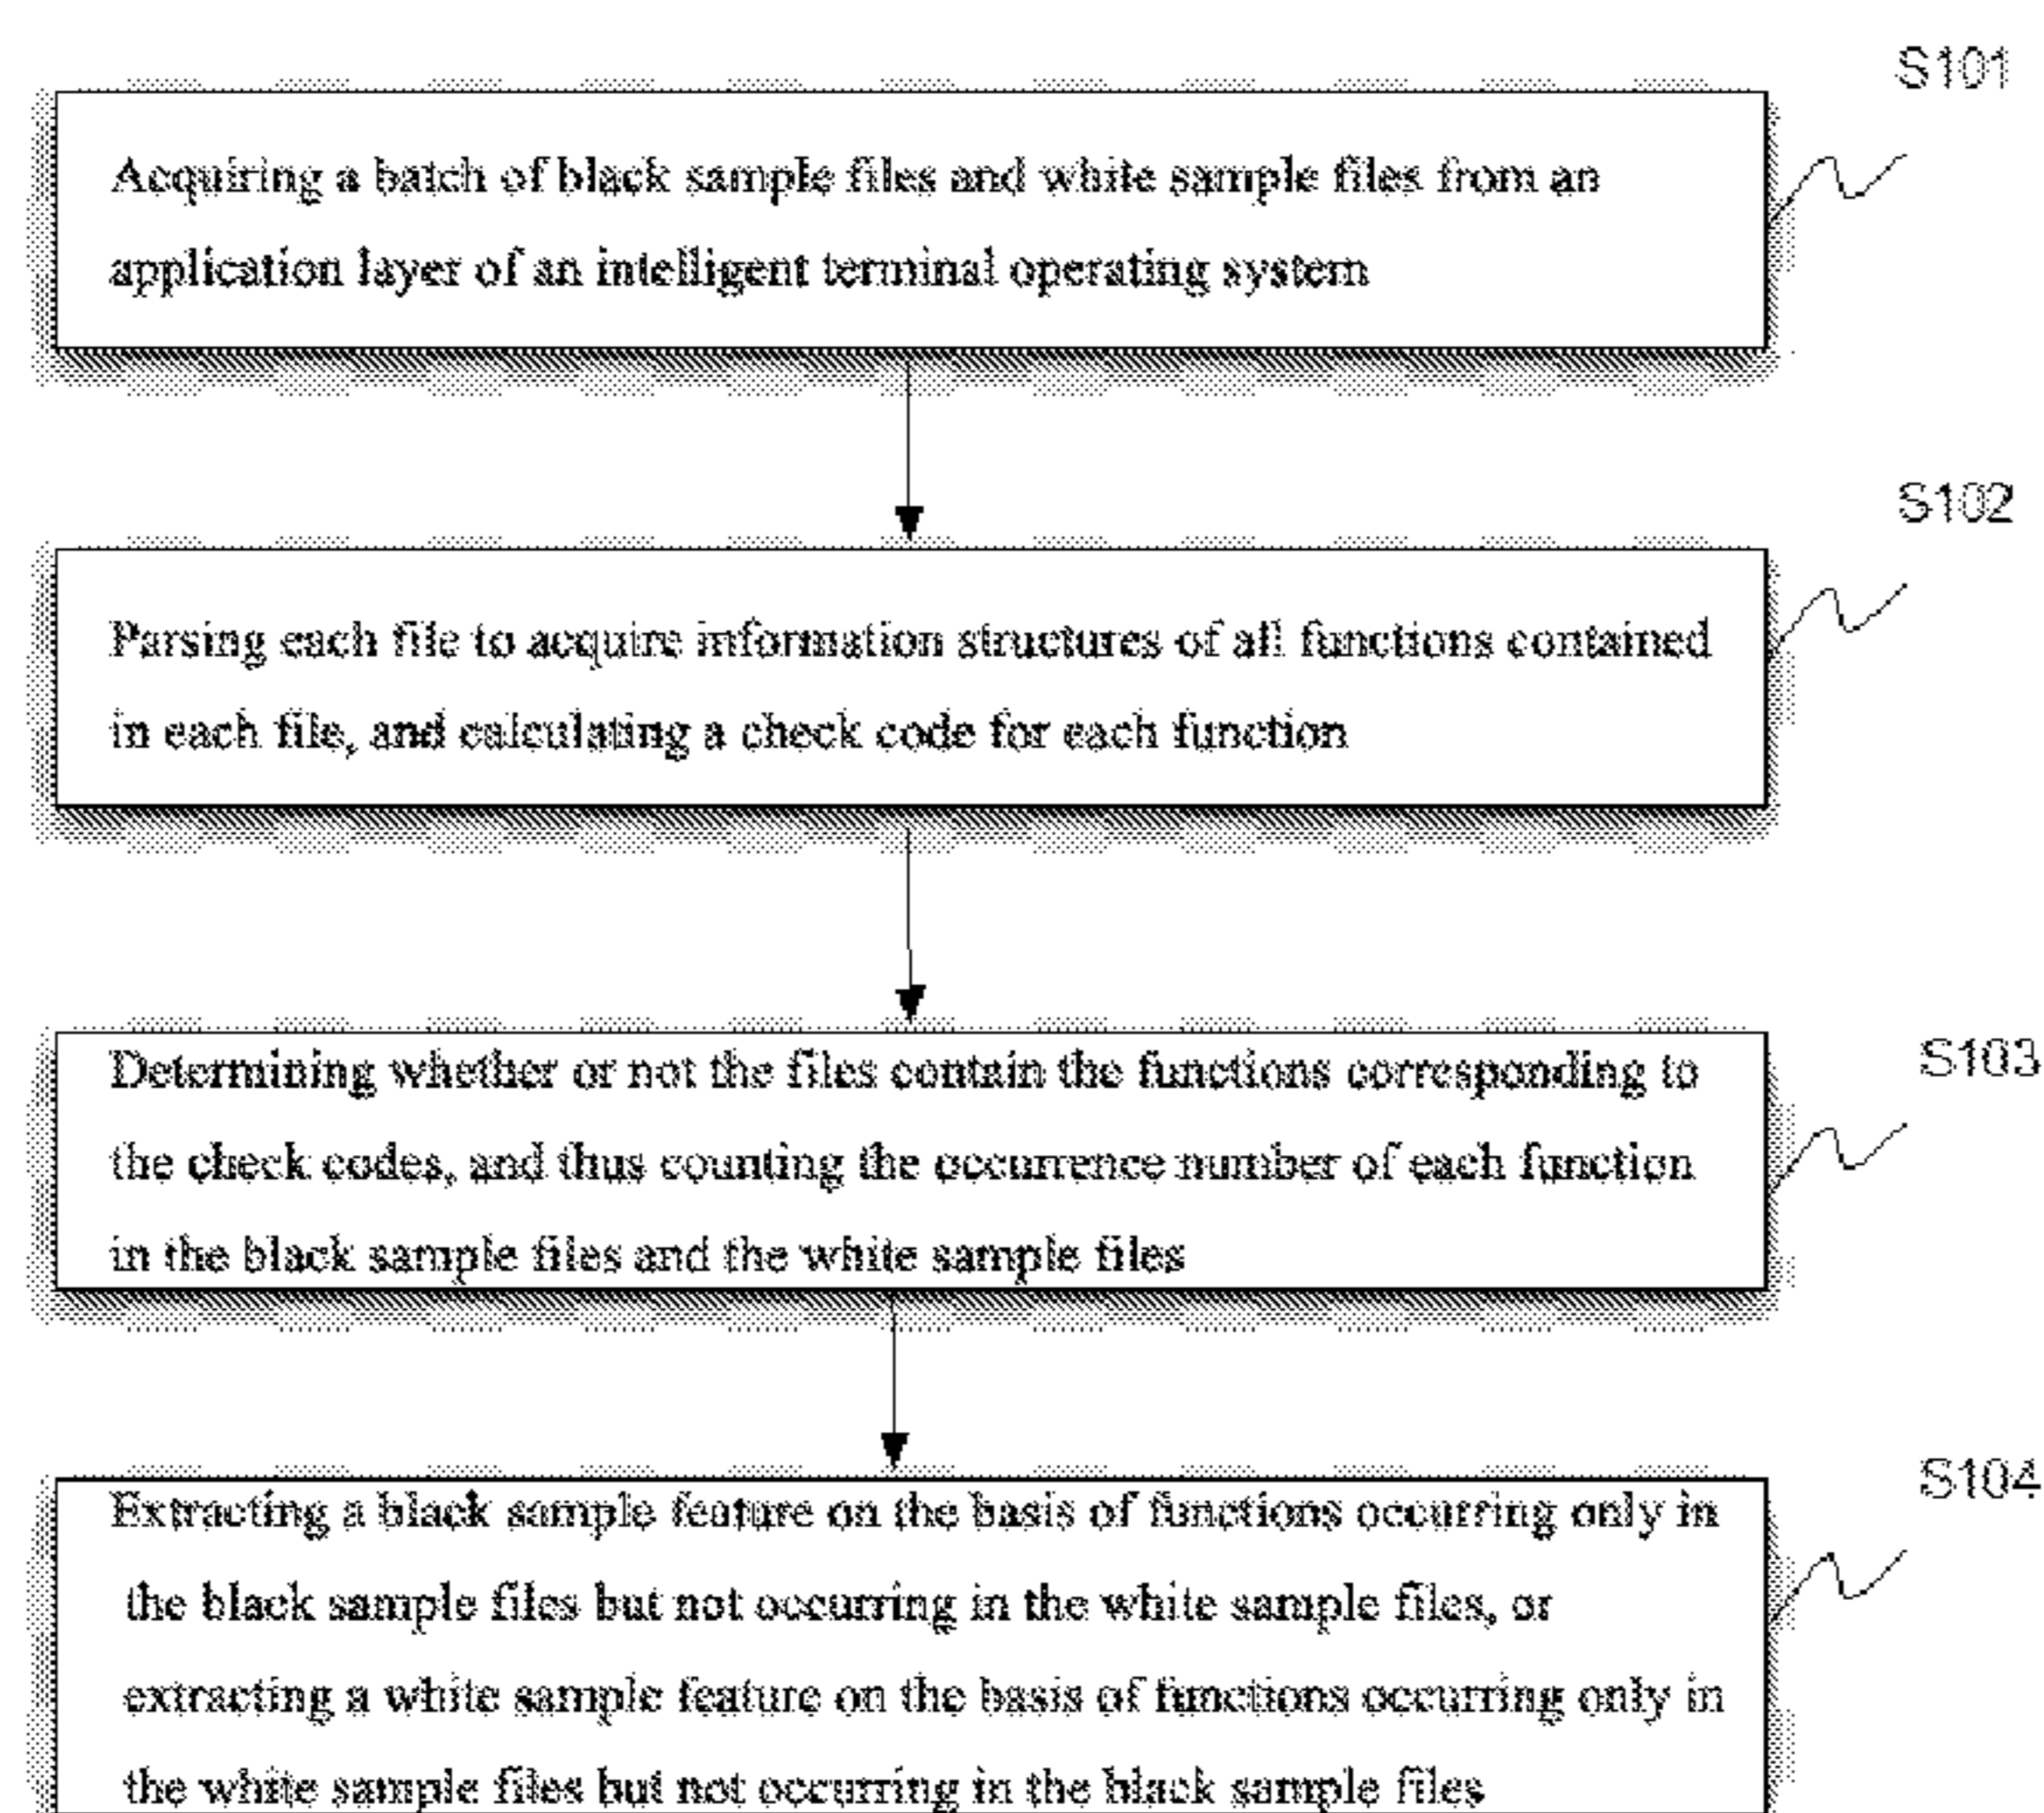 S101
Acquiring a batch of black sample files and white sample files from an
application layer of an intelligent terminal operating system
S102
Parsing each file to acquire information structures of all functions contained
in each file, and calculating a check code for each function
S103
Determining whether or not the files contain the functions corresponding to
the check codes, and thus counting the occurrence number of each function
in the black sample files and the white sample files
S104
Extracting a black sample feature on the basis of functions occurring only in
the black sample files but not occurring in the white sample files, or
extracting a white sample feature on the basis of functions occurring only in
the white sample files but not occurring in the black sample files